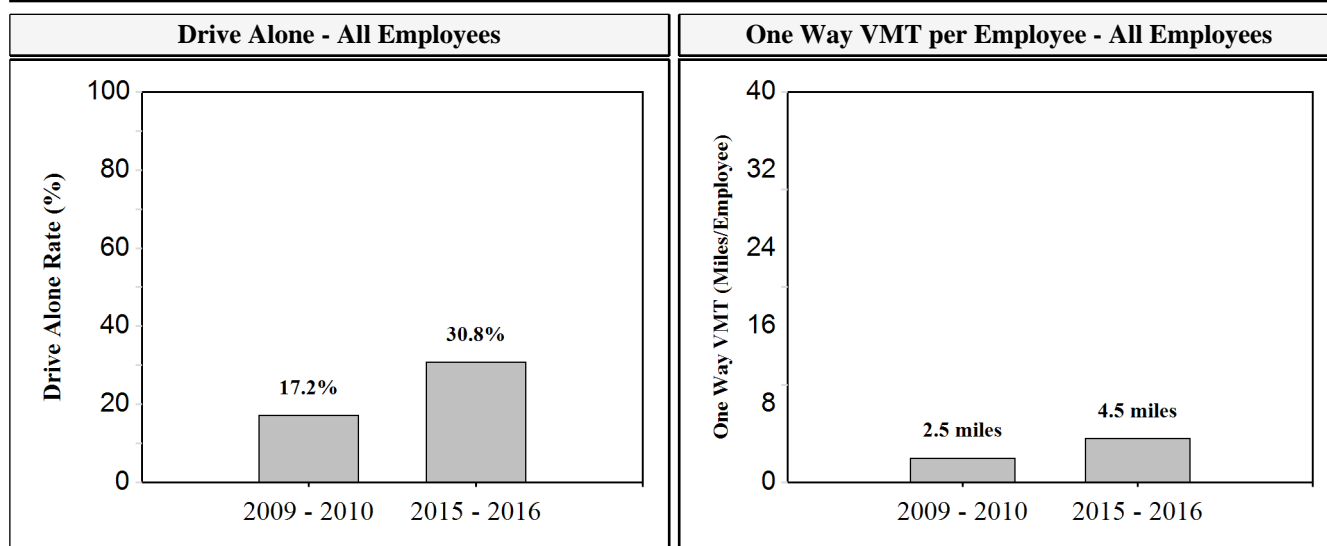 Drive Alone - All Employees
One Way VMT per Employee - All Employees
Drive Alone Rate (%)
100
80
60
40
20
0
17.2%
30.8%
2009 - 2010 2015 - 2016
One Way VMT (Miles/Employee)
40
32
24
16
8
0
2.5 miles
4.5 miles
2009 - 2010 2015 - 2016